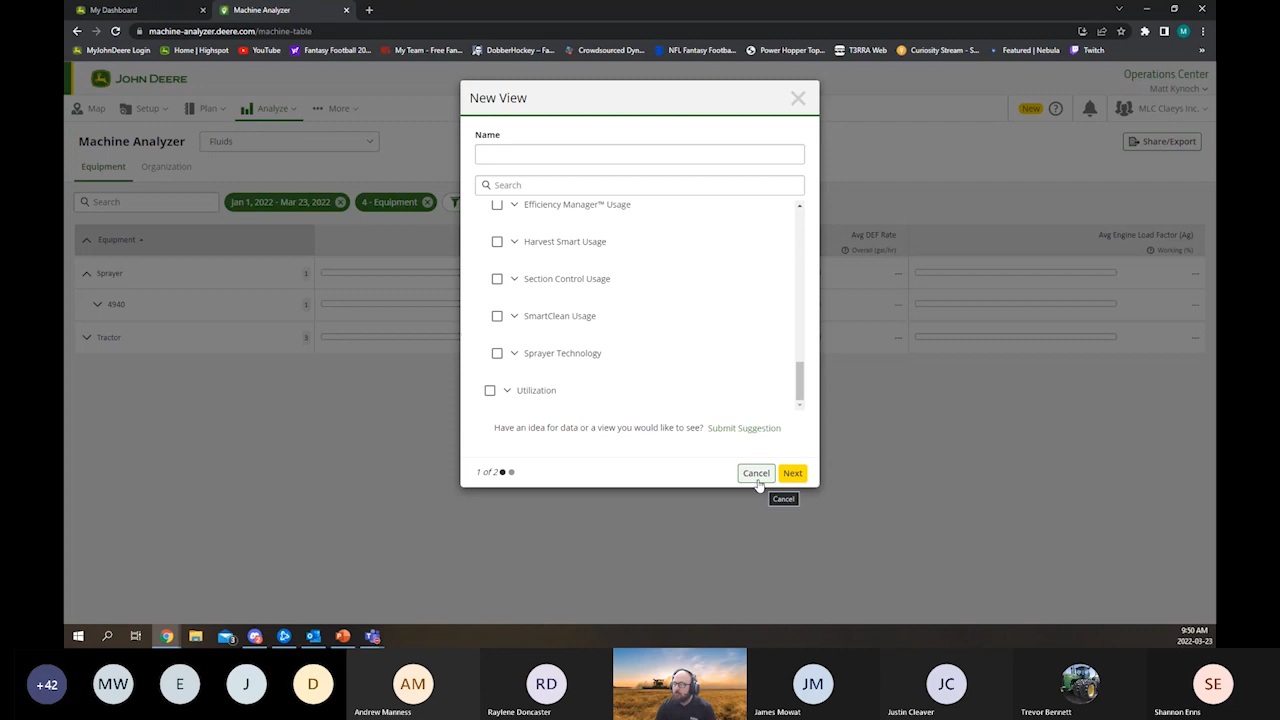 My Dashboard
Machine Analyzer
machine-analyzer.deere.com/machine-table
MyJohnDeere Login
Home | Highspot
YouTube
Fantasy Football 20...
My Team - Free Fan...
DobberHockey – Fa...
Crowdsourced Dyn...
NFL Fantasy Footba...
Power Hopper Top...
T3RRA Web
Curiosity Stream - S...
Featured | Nebula
Twitch
JOHN DEERE
Operations Center
Matt Kynoch
Map
Setup
Plan
Analyze
More
New
MLC Claeys Inc.
Machine Analyzer
Fluids
Share/Export
Equipment
Organization
Search
Jan 1, 2022 - Mar 23, 2022
4 - Equipment
Equipment
Avg DEF Rate
Overall (gal/hr)
Avg Engine Load Factor (Ag)
Working (%)
Sprayer
1
---
---
4940
1
---
---
Tractor
3
---
---
New View
Name
Search
Efficiency Manager™ Usage
Harvest Smart Usage
Section Control Usage
SmartClean Usage
Sprayer Technology
Utilization
Have an idea for data or a view you would like to see? Submit Suggestion
1 of 2
Cancel
Next
Cancel
9:50 AM
2022-03-23
+42
MW
E
J
D
AM
Andrew Manness
RD
Raylene Doncaster
JM
James Mowat
JC
Justin Cleaver
Trevor Bennett
SE
Shannon Enns